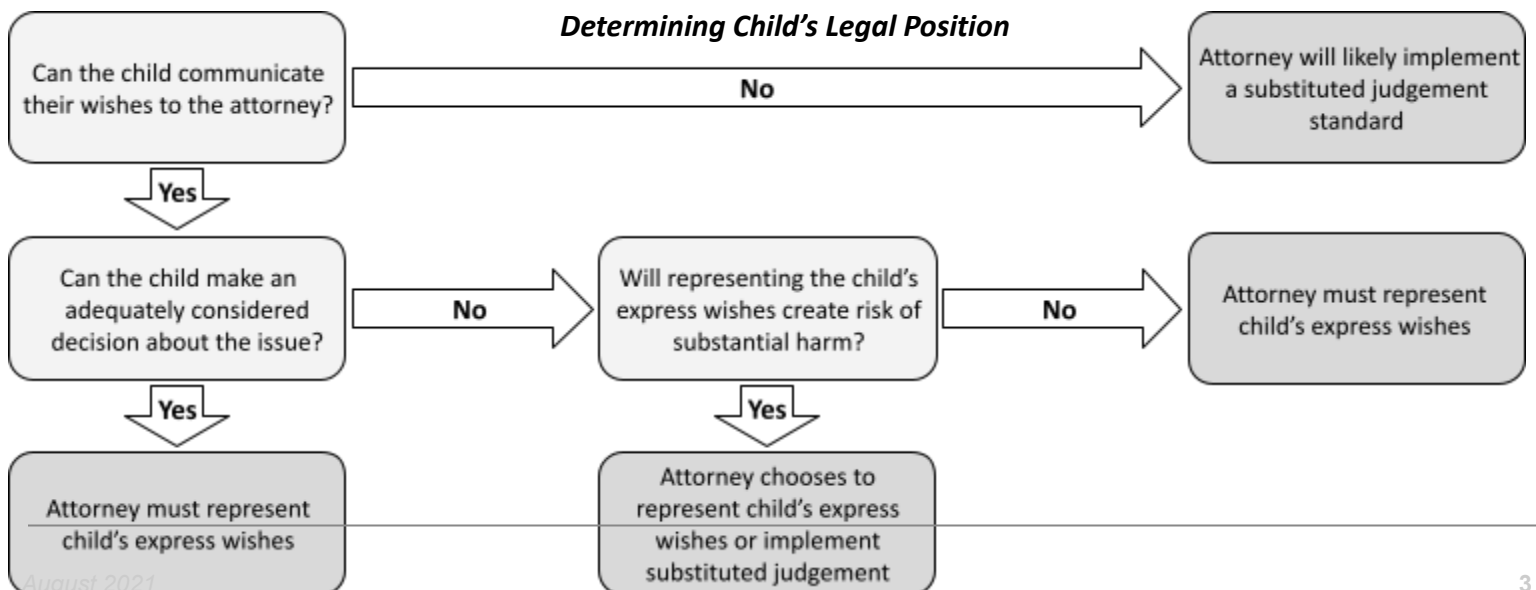 Determining Child’s Legal Position
Can the child communicate
their wishes to the attorney?
No
Attorney will likely implement
a substituted judgement
standard
Yes
Can the child make an
adequately considered
decision about the issue?
No
Will representing the child’s
express wishes create risk of
substantial harm?
No
Attorney must represent
child’s express wishes
Yes
Yes
Attorney must represent
child’s express wishes
Attorney chooses to
represent child’s express
wishes or implement
substituted judgement
August 2021
3